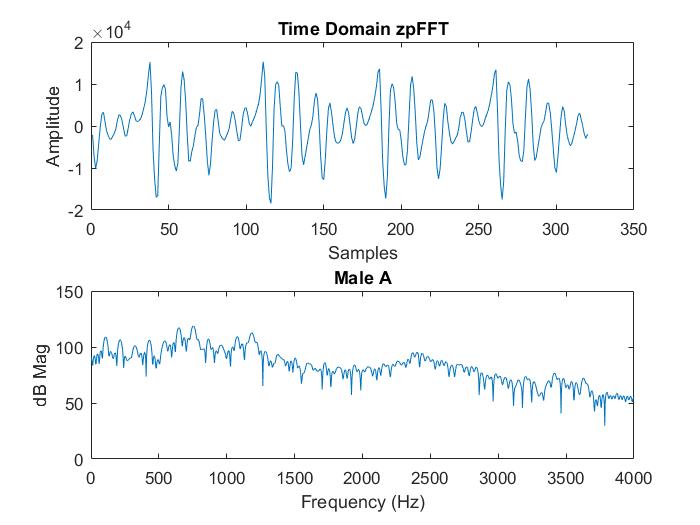 Time Domain zpFFT
×10^4
2
1
0
-1
-2
Amplitude
0 50 100 150 200 250 300 350
Samples
Male A
150
100
50
0
dB Mag
0 500 1000 1500 2000 2500 3000 3500 4000
Frequency (Hz)